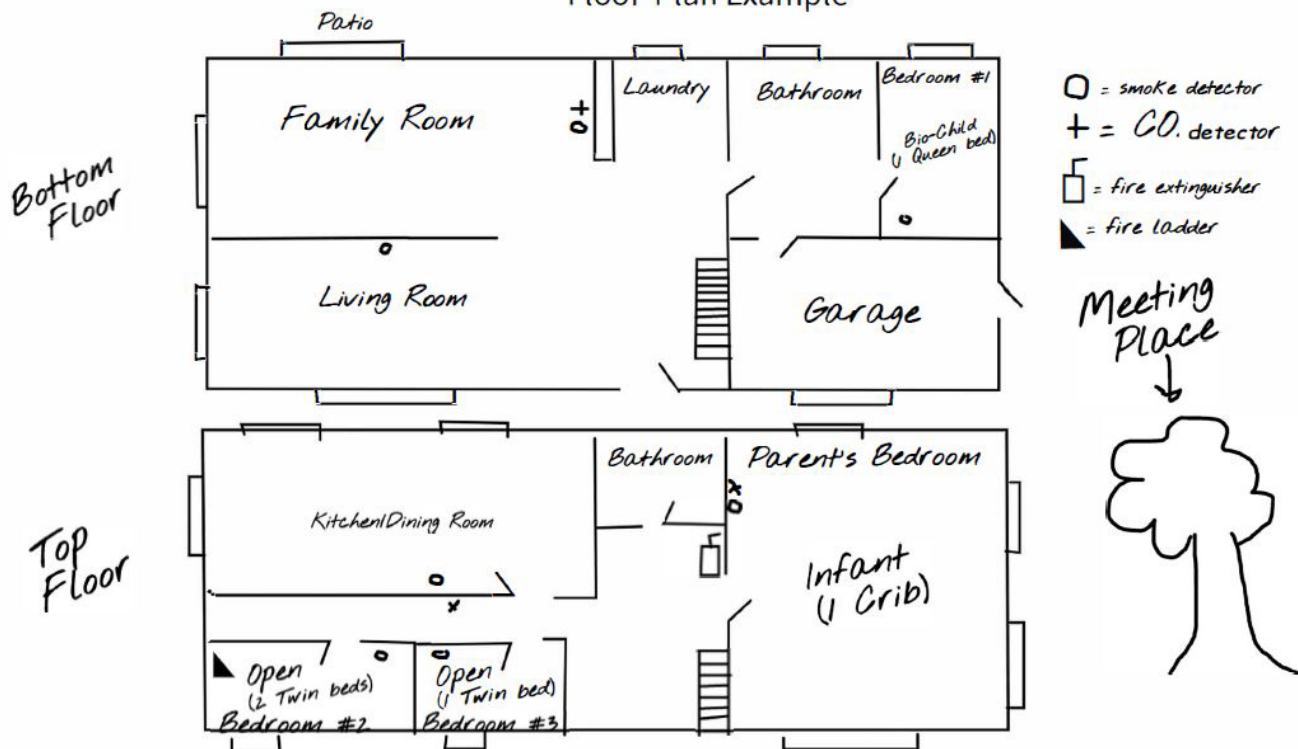 Floor Plan Example
Patio
Bottom
Floor
Family Room
Laundry
Bathroom
Bedroom #1
Bio-Child
(1 Queen bed)
Living Room
Garage
= smoke detector
+ = CO. detector
= fire extinguisher
= fire ladder
Meeting
Place
Top
Floor
Kitchen/Dining Room
Bathroom
Parent's Bedroom
Infant
(1 Crib)
Open
(2 Twin beds)
Bedroom #2
Open
(1 Twin bed)
Bedroom #3